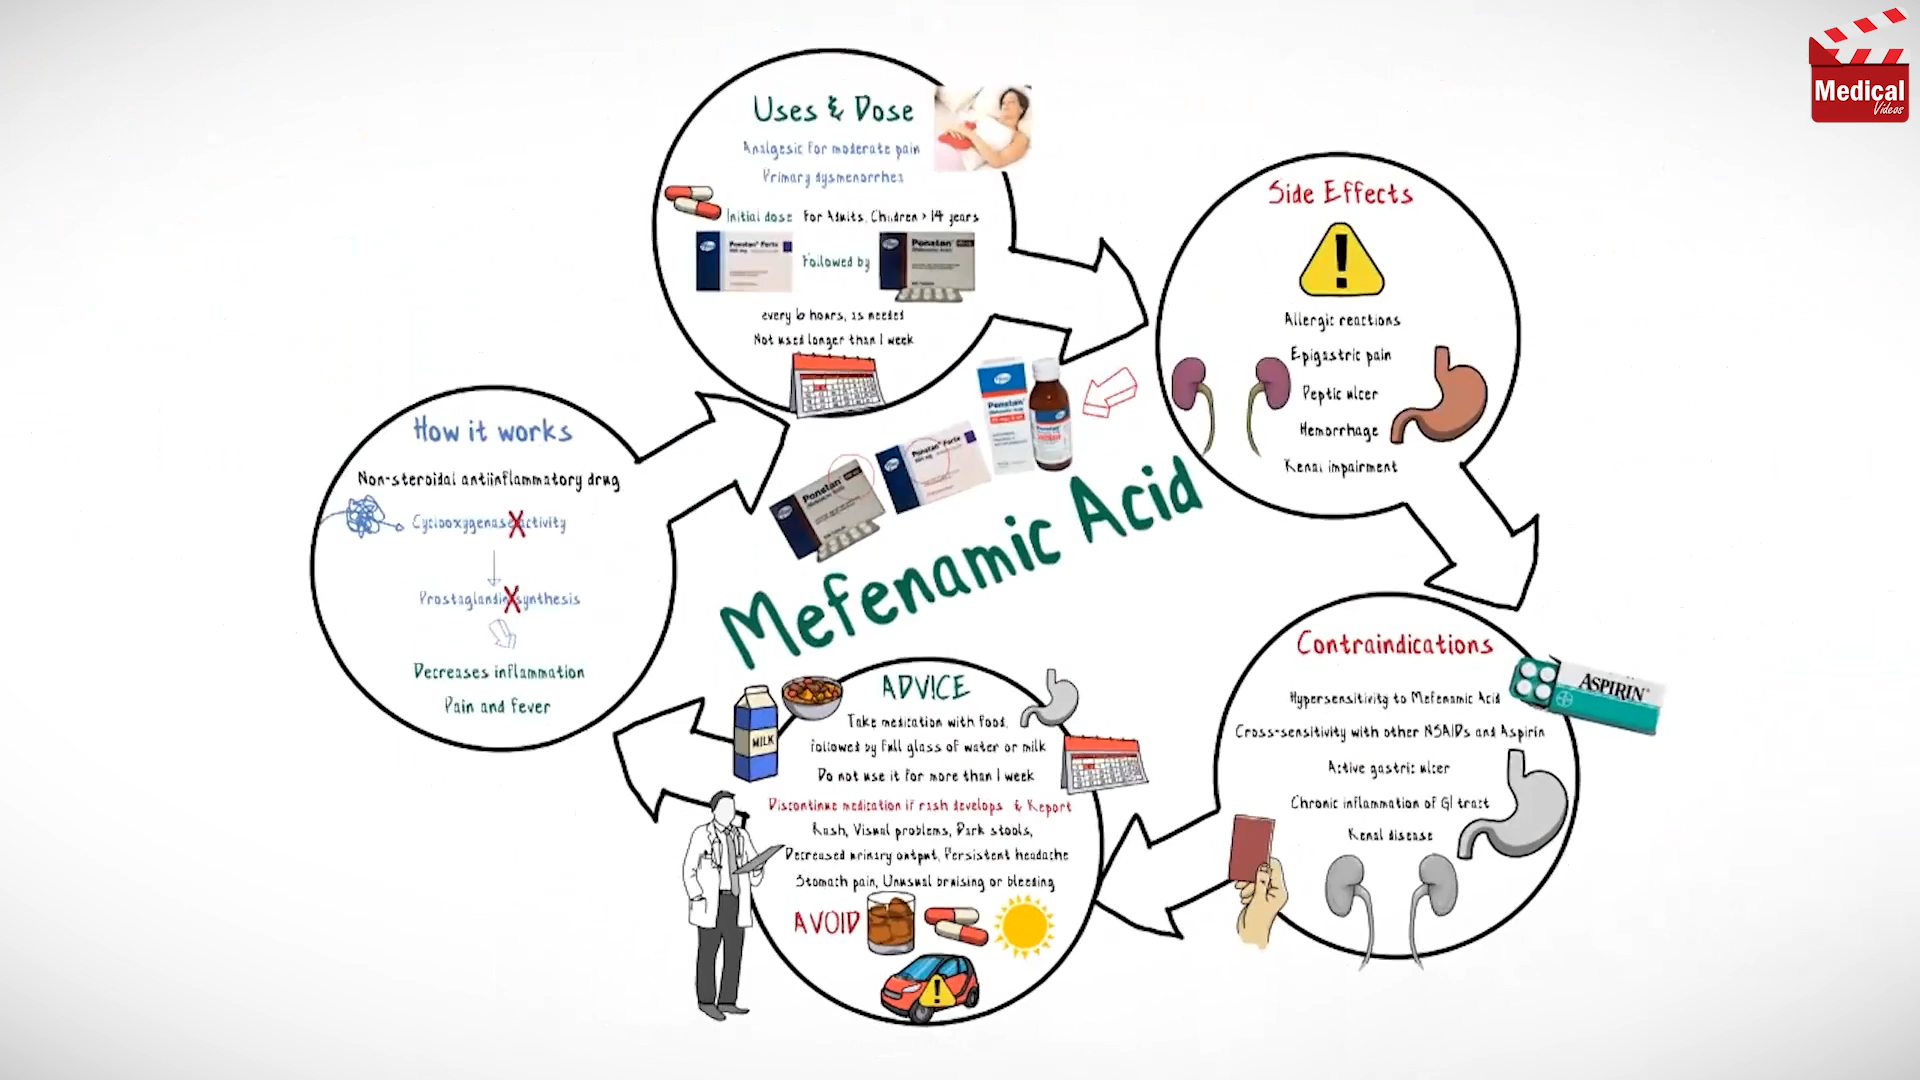 Medical
Videos
Uses & Dose
Analgesic for moderate pain
Primary dysmenorrhea
Initial dose For Adults, Children > 14 years
Ponstan Forte
Followed by
Ponstan
every 6 hours, as needed
Not used longer than 1 week
Side Effects
Allergic reactions
Epigastric pain
Peptic ulcer
Hemorrhage
Renal impairment
How it works
Non-steroidal antiinflammatory drug
Cyclooxygenase activity
Prostaglandin synthesis
Decreases inflammation
Pain and fever
Ponstan
Ponstan Forte
Ponstan
Mefenamic Acid
Contraindications
Hypersensitivity to Mefenamic Acid
Cross-sensitivity with other NSAIDs and Aspirin
Active gastric ulcer
Chronic inflammation of GI tract
Renal disease
ASPIRIN
ADVICE
Take medication with food,
followed by full glass of water or milk
Do not use it for more than 1 week
Discontinue medication if rash develops & Report
Rash, Visual problems, Dark stools,
Decreased urinary output, Persistent headache
Stomach pain, Unusual bruising or bleeding
AVOID
MILK